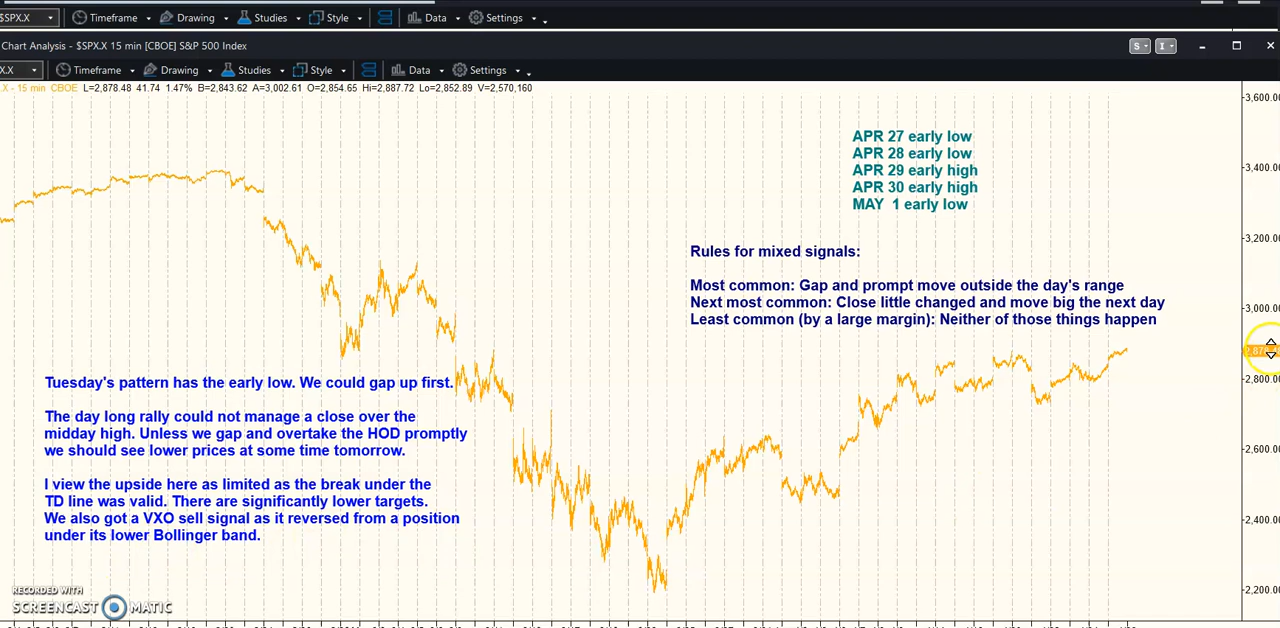 $SPX.X Timeframe Drawing Studies Style Data Settings
Chart Analysis - $SPX.X 15 min [CBOE] S&P 500 Index S I
X.X Timeframe Drawing Studies Style Data Settings
X - 15 min CBOE L=2,878.48 41.74 1.47% B=2,843.62 A=3,002.61 O=2,854.65 Hi=2,887.72 Lo=2,852.89 V=2,570,160
3,600.0
3,400.0
3,200.0
3,000.0
2,800.0
2,600.0
2,400.0
2,200.0
APR 27 early low
APR 28 early low
APR 29 early high
APR 30 early high
MAY 1 early low
Rules for mixed signals:
Most common: Gap and prompt move outside the day's range
Next most common: Close little changed and move big the next day
Least common (by a large margin): Neither of those things happen
Tuesday's pattern has the early low. We could gap up first.
The day long rally could not manage a close over the
midday high. Unless we gap and overtake the HOD promptly
we should see lower prices at some time tomorrow.
I view the upside here as limited as the break under the
TD line was valid. There are significantly lower targets.
We also got a VXO sell signal as it reversed from a position
under its lower Bollinger band.
RECORDED WITH
SCREENCAST MATIC